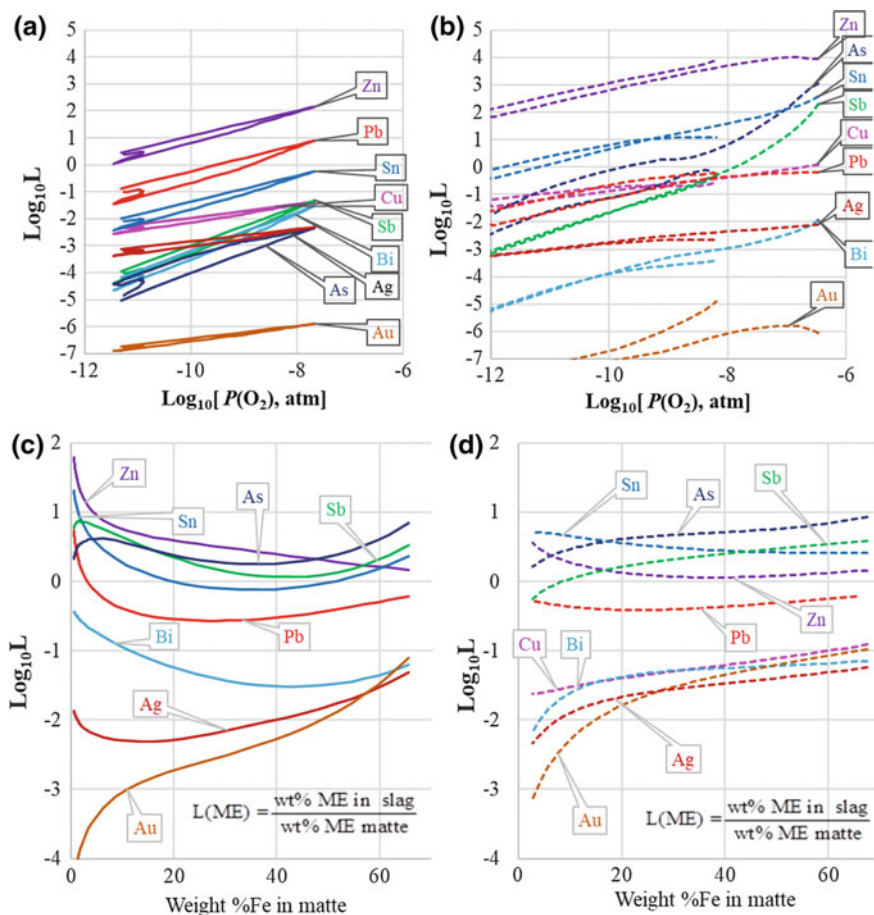 (a)
5
4
3
2
1
0
-1
-2
-3
-4
-5
-6
-7
Log10L
Zn
Pb
Sn
Cu
Sb
Bi
Ag
As
Au
-12
-10
-8
-6
Log10[ P(O2), atm]
(b)
5
4
3
2
1
0
-1
-2
-3
-4
-5
-6
-7
Log10L
Zn
As
Sn
Sb
Cu
Pb
Ag
Bi
Au
-12
-11
-10
-9
-8
-7
-6
Log10[ P(O2), atm]
(c)
2
1
0
-1
-2
-3
-4
Log10L
Zn
Sn
As
Sb
Pb
Bi
Ag
Au
L(ME) = wt% ME in slag
wt% ME matte
0
20
40
60
Weight %Fe in matte
(d)
2
1
0
-1
-2
-3
-4
Log10L
Sn
As
Sb
Zn
Pb
Cu
Bi
Ag
Au
L(ME) = wt% ME in slag
wt% ME matte
0
20
40
60
Weight %Fe in matte